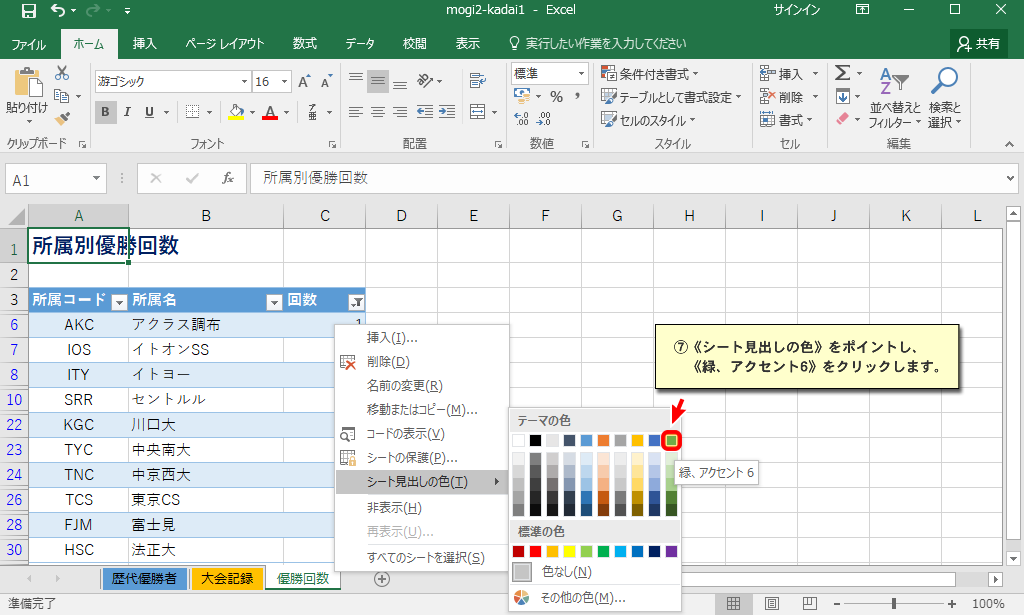 mogi2-kadai1 - Excel
サインイン
ファイル ホーム 挿入 ページ レイアウト 数式 データ 校閲 表示 実行したい作業を入力してください 共有
游ゴシック 16 A A
貼り付け
B I U A
標準
% ,
条件付き書式
テーブルとして書式設定
セルのスタイル
挿入
削除
書式
Σ
並べ替えと
フィルター
検索と
選択
クリップボード フォント 配置 数値 スタイル セル 編集
A1 fx 所属別優勝回数
A B C D E F G H I J K L
1 所属別優勝回数
2
3 所属コード 所属名 回数
6 AKC アクラス調布 1
7 IOS イトオンSS
8 ITY イトヨー
10 SRR セントルル
22 KGC 川口大
23 TYC 中央南大
24 TNC 中京西大
26 TCS 東京CS
28 FJM 富士見
30 HSC 法正大
挿入(I)...
削除(D)
名前の変更(R)
移動またはコピー(M)...
コードの表示(V)
シートの保護(P)...
シート見出しの色(T)
非表示(H)
再表示(U)...
すべてのシートを選択(S)
テーマの色
標準の色
色なし(N)
その他の色(M)...
緑、アクセント 6
⑦《シート見出しの色》をポイントし、
《緑、アクセント6》をクリックします。
歴代優勝者 大会記録 優勝回数
準備完了
100%